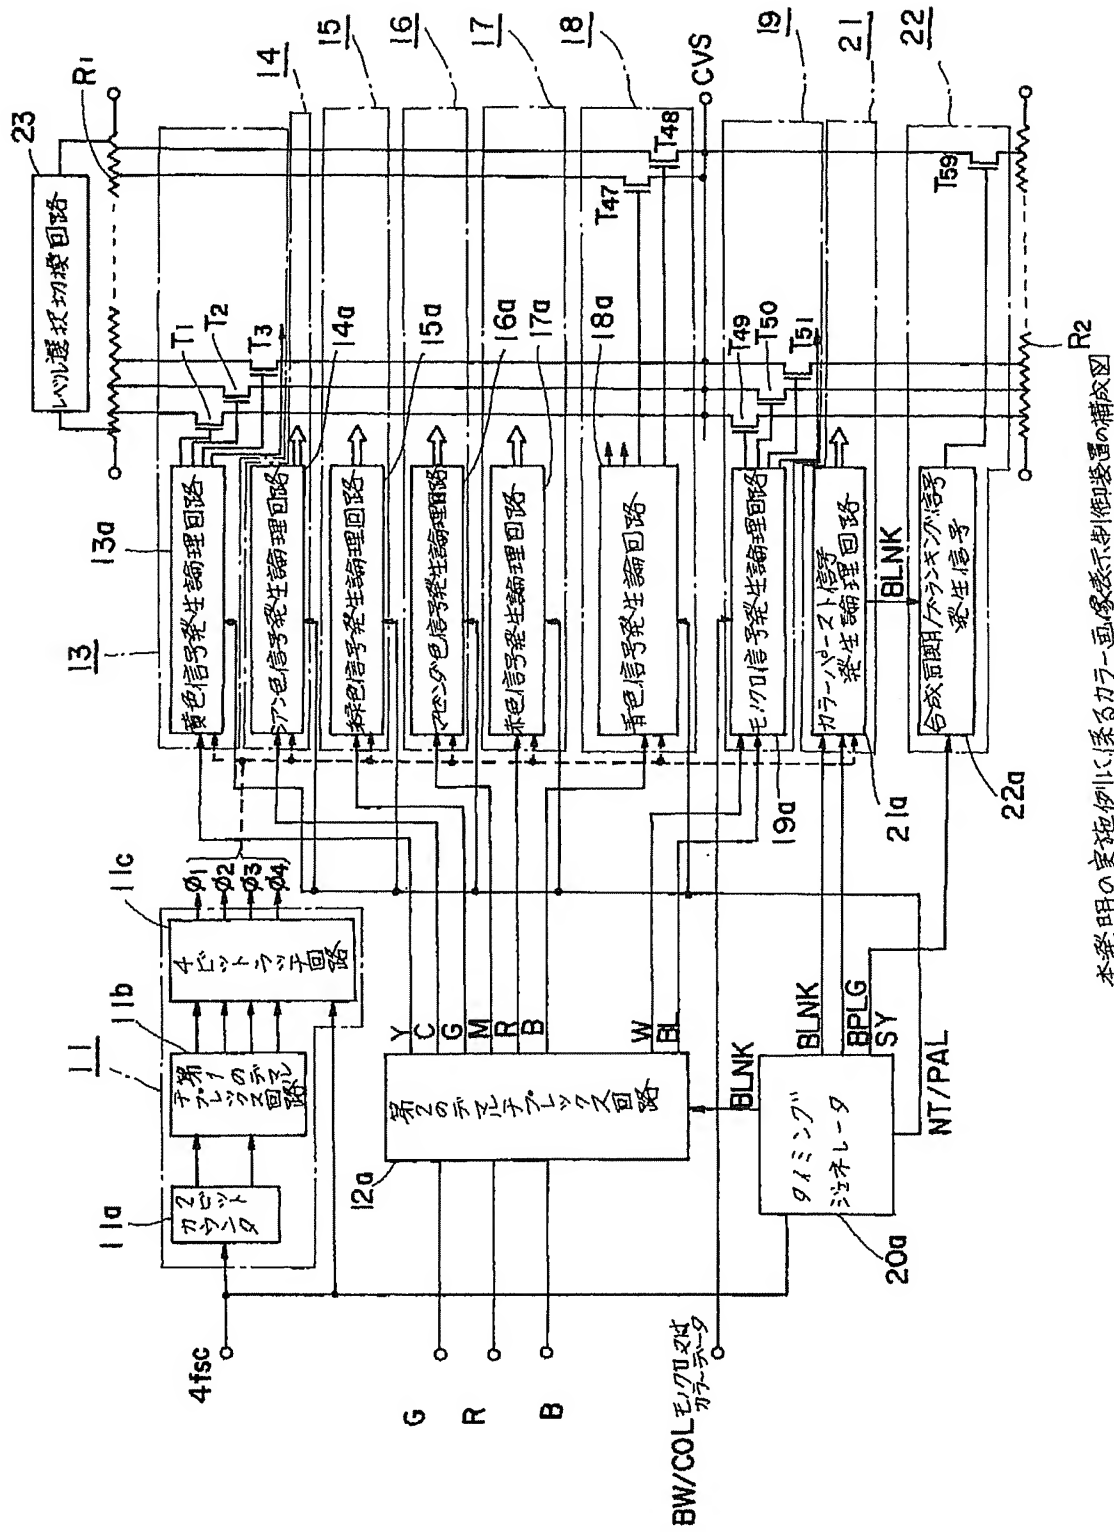 4fsc
G
R
B
BW/COL モノクロ又は
カラーデータ
11
11a
2ビット
カウンタ
11b
第1のデマル
チプレックス
回路
11c
4ビットラッチ
回路
Ø1
Ø2
Ø3
Ø4
12a
第2のデマルチプレックス回路
Y
C
G
M
R
B
W
BL
BLNK
20a
タイミング
ジェネレータ
BLNK
BPLG
SY
NT/PAL
13
13a
黄色信号発生論理回路
シアン色信号発生論理回路
緑色信号発生論理回路
マゼンタ色信号発生論理回路
赤色信号発生論理回路
青色信号発生論回路
モノクロ信号発生論理回路
19a
カラーバースト信号
発生論理回路
21a
BLNK
合成同期/ブランキング信号
発生信号
22a
14a
15a
16a
17a
18a
T1
T2
T3
T47
T48
T49
T50
T51
T59
23
レベル選択切換回路
R1
R2
CVS
14
15
16
17
18
19
21
22
本発明の実施例に係るカラー画像表示制御装置の構成図